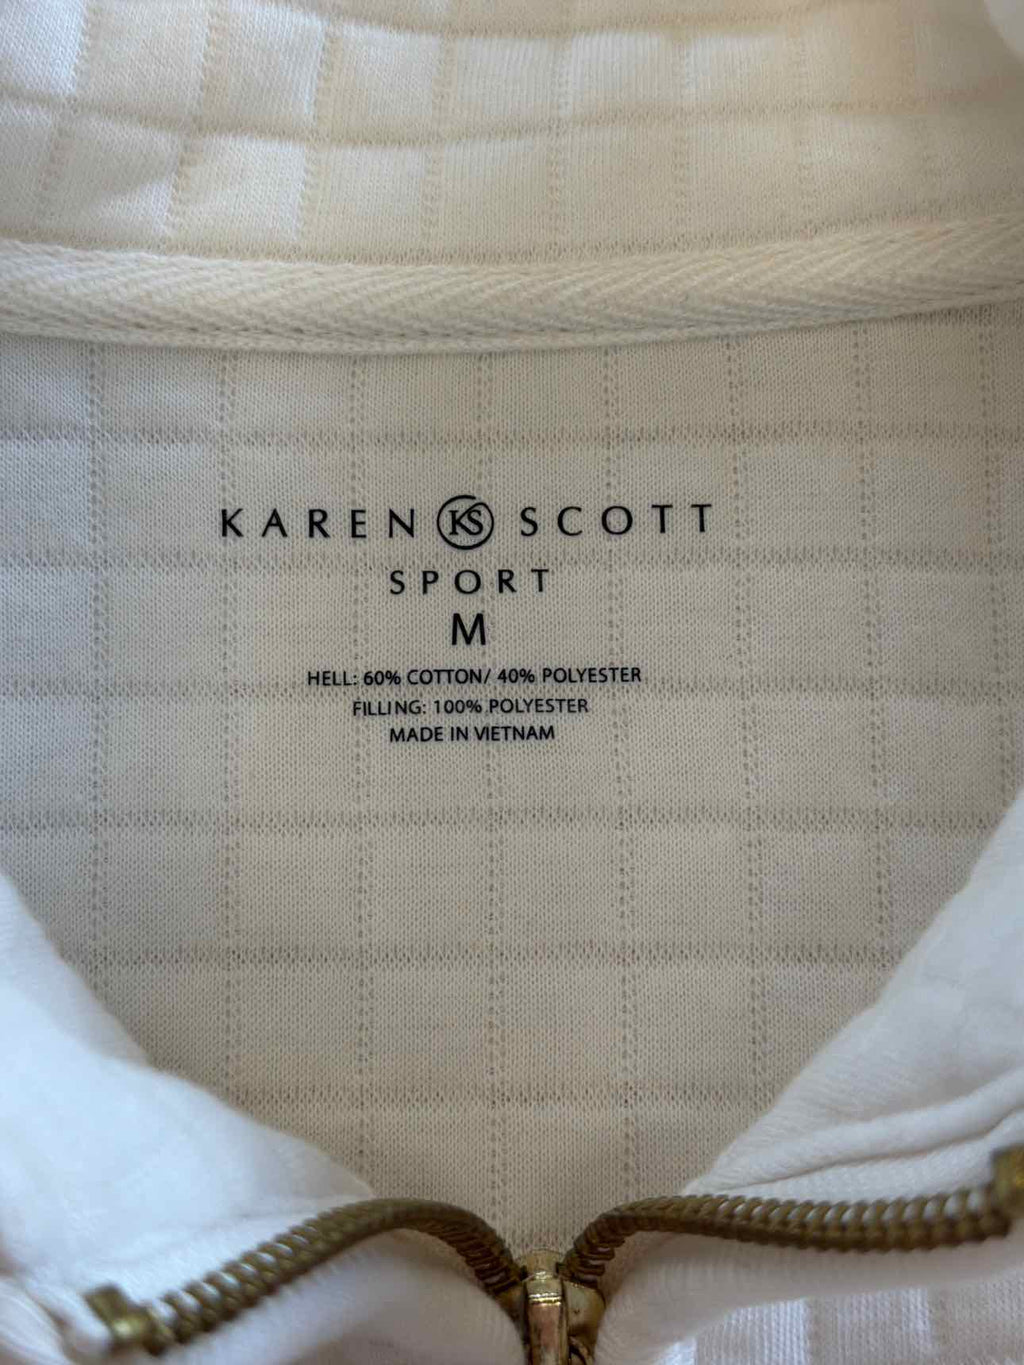 KAREN KS SCOTT
SPORT
M
HELL: 60% COTTON/ 40% POLYESTER
FILLING: 100% POLYESTER
MADE IN VIETNAM